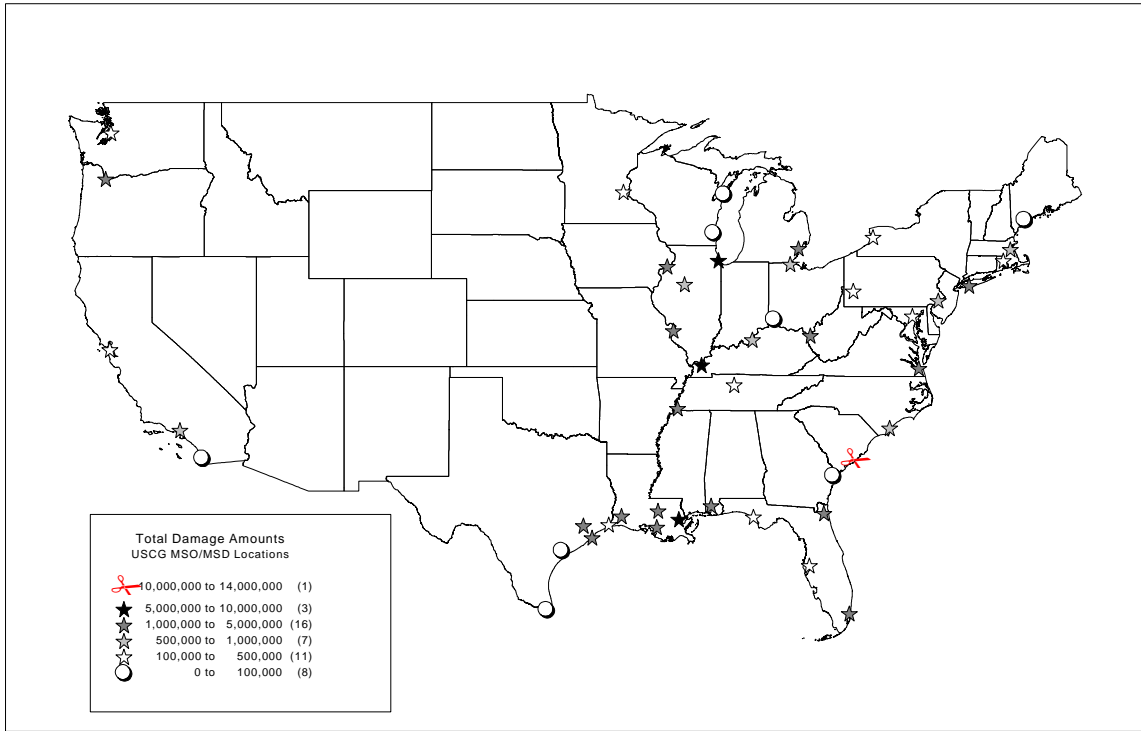 Total Damage Amounts
USCG MSO/MSD Locations
10,000,000 to 14,000,000 (1)
5,000,000 to 10,000,000 (3)
1,000,000 to 5,000,000 (16)
500,000 to 1,000,000 (7)
100,000 to 500,000 (11)
0 to 100,000 (8)